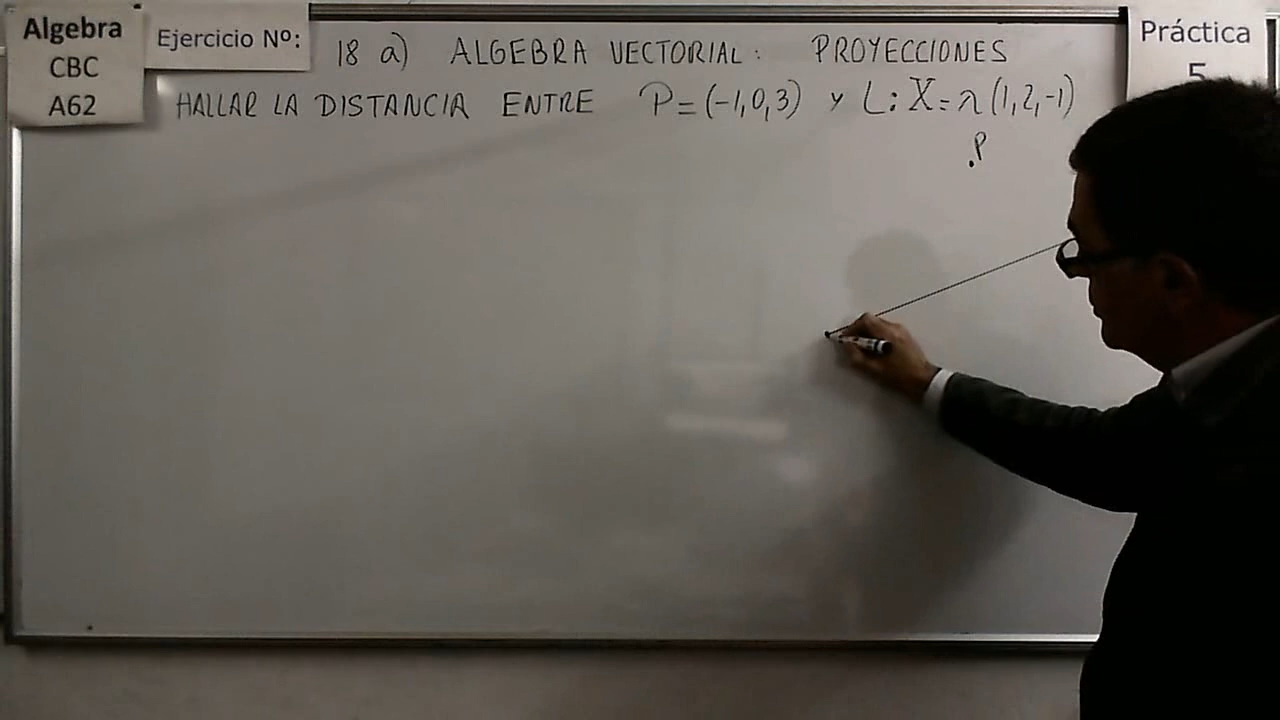 Algebra
CBC
A62
Ejercicio Nº:
18 a) ALGEBRA VECTORIAL: PROYECCIONES
Práctica
5
HALLAR LA DISTANCIA ENTRE P=(-1,0,3) y L: X=λ(1,2,-1)
P